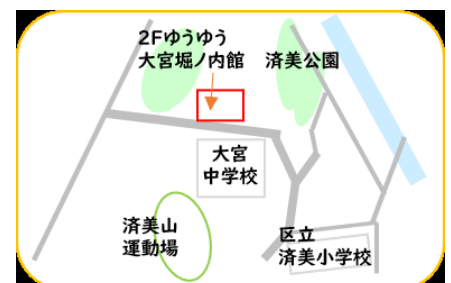 2Fゆうゆう
大宮堀ノ内館
済美公園
大宮
中学校
済美山
運動場
区立
済美小学校